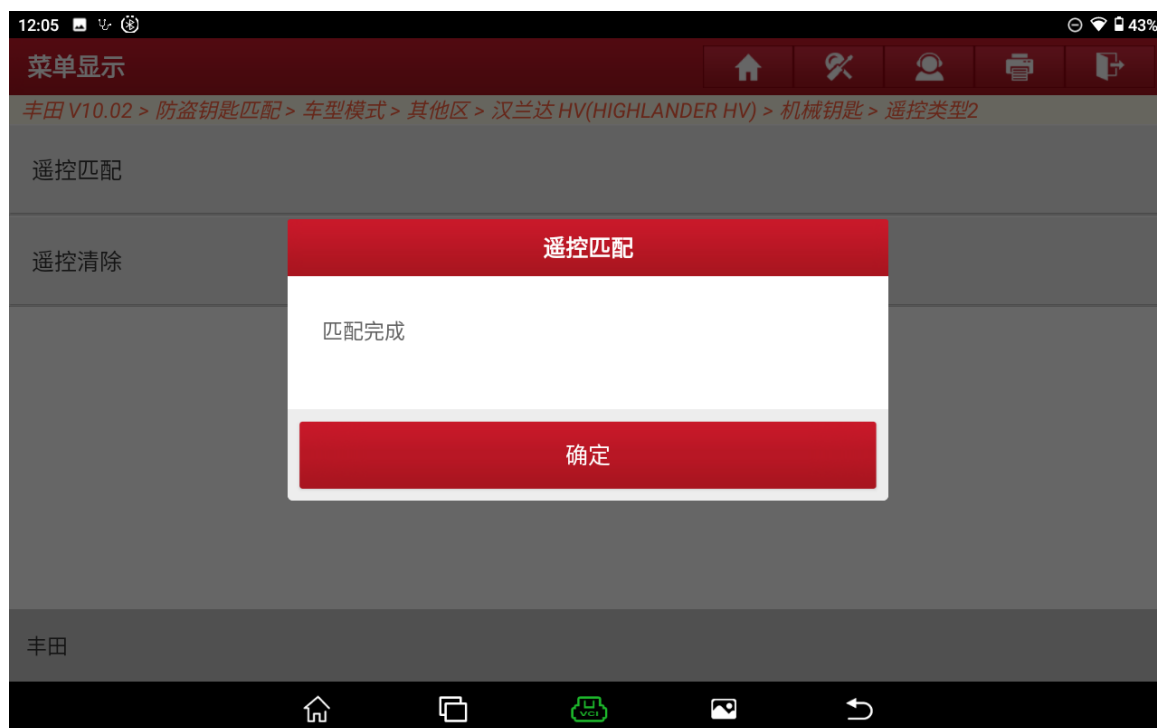 12:05
43%
菜单显示
丰田 V10.02 > 防盗钥匙匹配 > 车型模式 > 其他区 > 汉兰达 HV(HIGHLANDER HV) > 机械钥匙 > 遥控类型2
遥控匹配
遥控清除
遥控匹配
匹配完成
确定
丰田
VCI